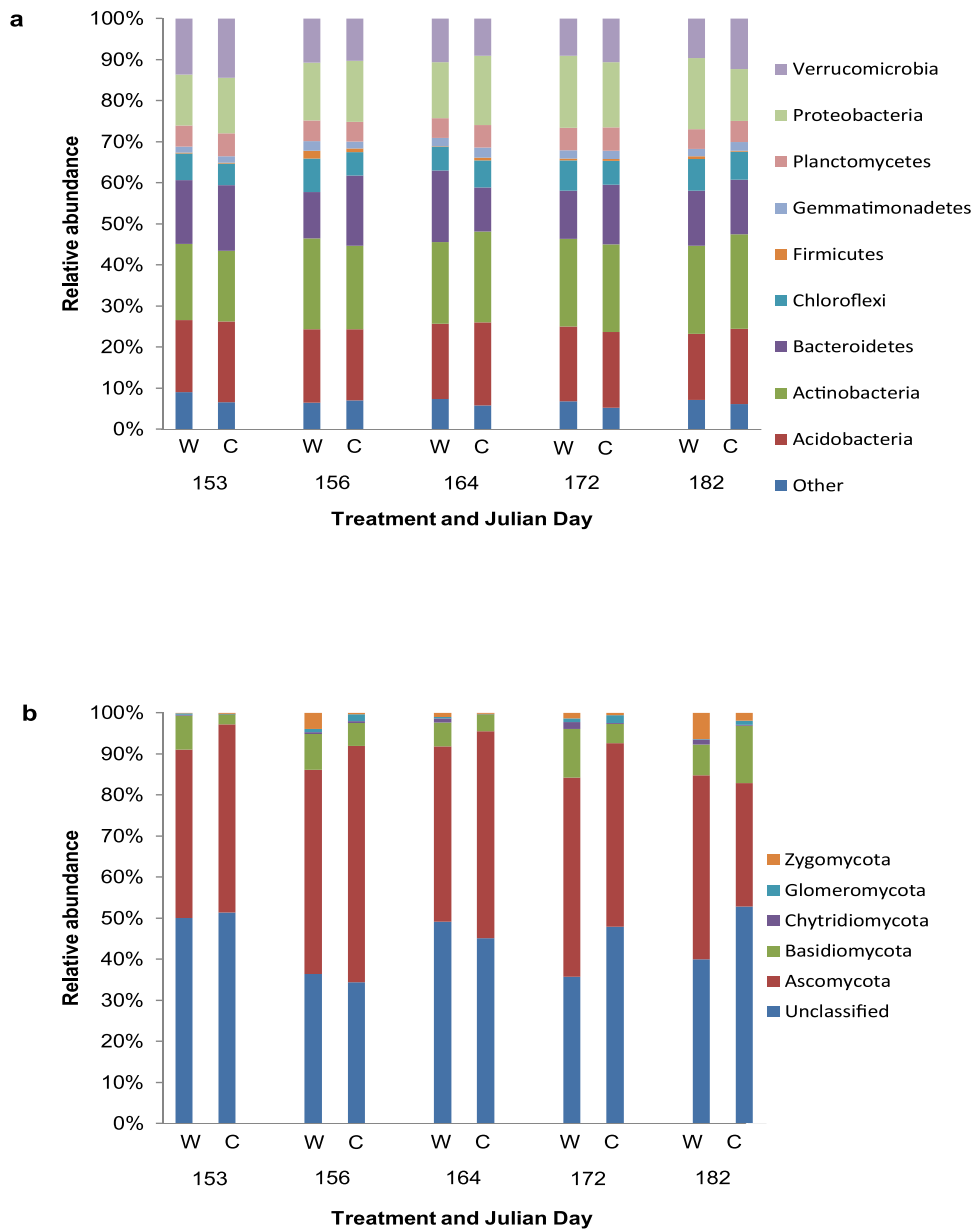 a
Relative abundance
100%
90%
80%
70%
60%
50%
40%
30%
20%
10%
0%
W C W C W C W C W C
153 156 164 172 182
Treatment and Julian Day
Verrucomicrobia
Proteobacteria
Planctomycetes
Gemmatimonadetes
Firmicutes
Chloroflexi
Bacteroidetes
Actinobacteria
Acidobacteria
Other
b
Relative abundance
100%
90%
80%
70%
60%
50%
40%
30%
20%
10%
0%
W C W C W C W C W C
153 156 164 172 182
Treatment and Julian Day
Zygomycota
Glomeromycota
Chytridiomycota
Basidiomycota
Ascomycota
Unclassified